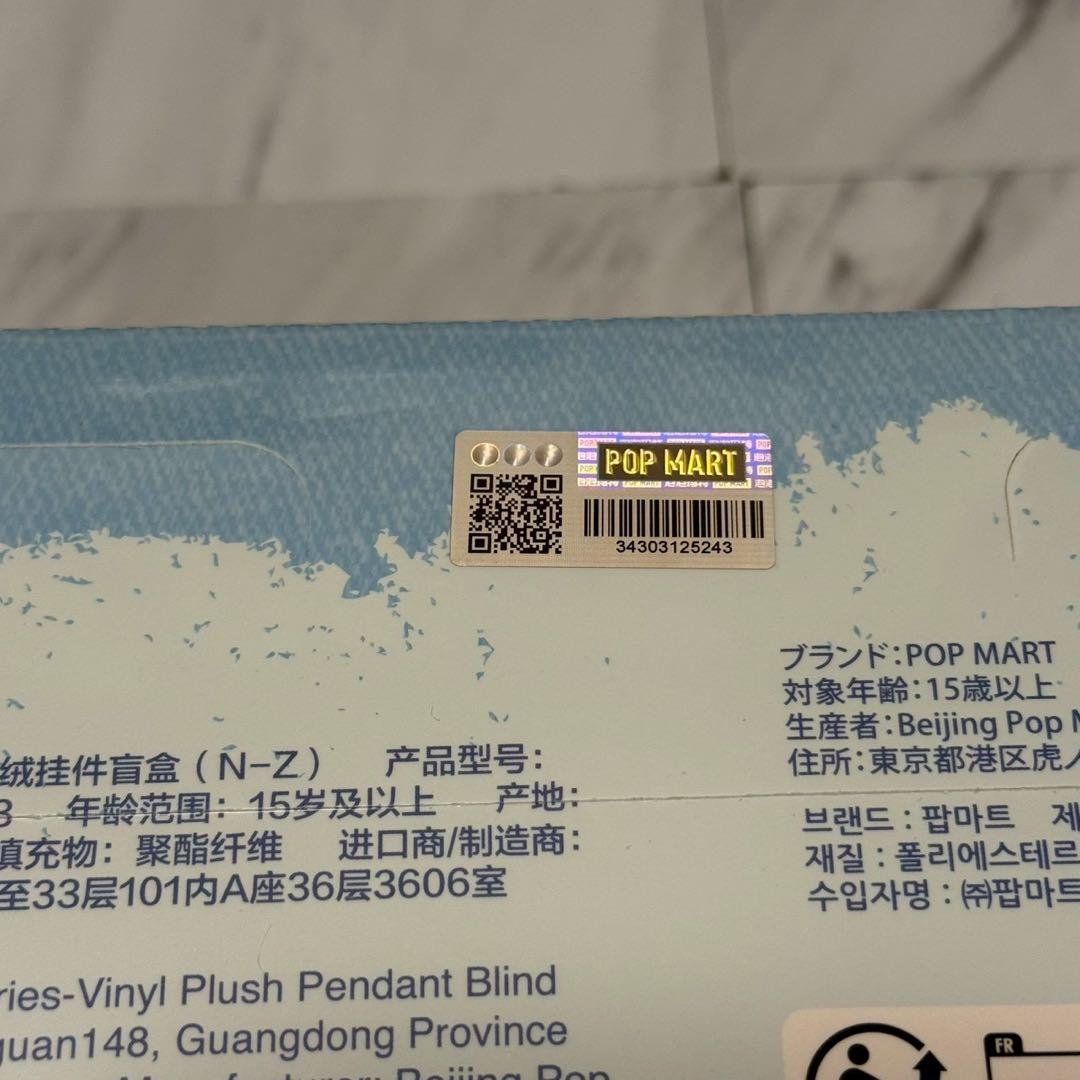 POP MART
34303125243
ブランド:POP MART
対象年齢:15歳以上
生産者:Beijing Pop
住所:東京都港区虎
绒挂件盲盒(N-Z) 产品型号:
年龄范围: 15岁及以上 产地:
填充物: 聚酯纤维 进口商/制造商:
至33层101内A座36层3606室
브랜드 : 팝마트 제
재질 : 폴리에스테르
수입자명 : ㈜팝마트
ries-Vinyl Plush Pendant Blind
guan148, Guangdong Province
Manufacturer: Beijing Pop
FR